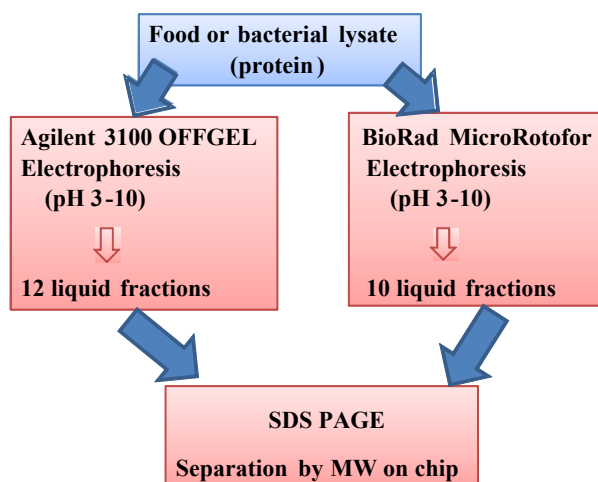 Food or bacterial lysate
(protein)
Agilent 3100 OFFGEL
Electrophoresis
(pH 3-10)
12 liquid fractions
BioRad MicroRotofor
Electrophoresis
(pH 3-10)
10 liquid fractions
SDS PAGE
Separation by MW on chip